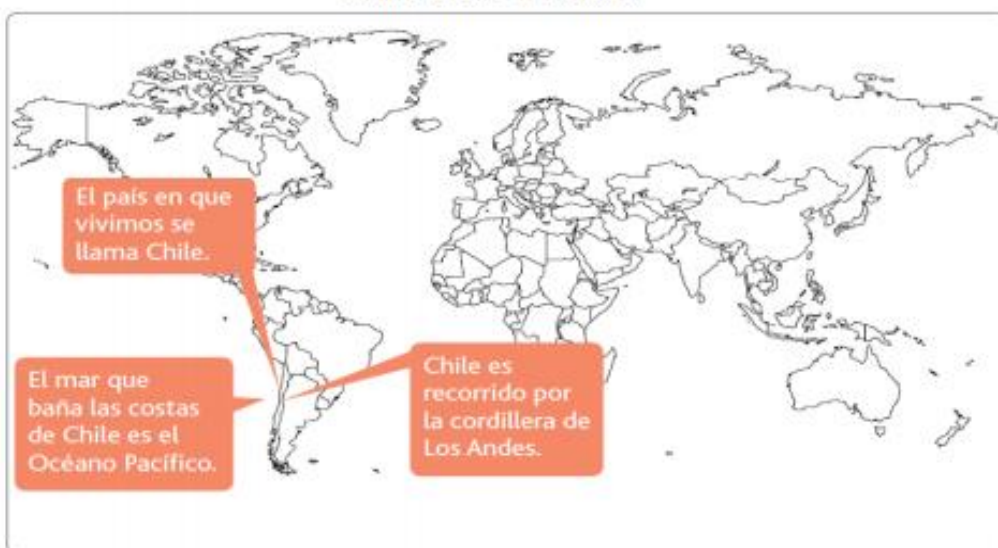 El país en que
vivimos se
llama Chile.
El mar que
baña las costas
de Chile es el
Océano Pacífico.
Chile es
recorrido por
la cordillera de
Los Andes.